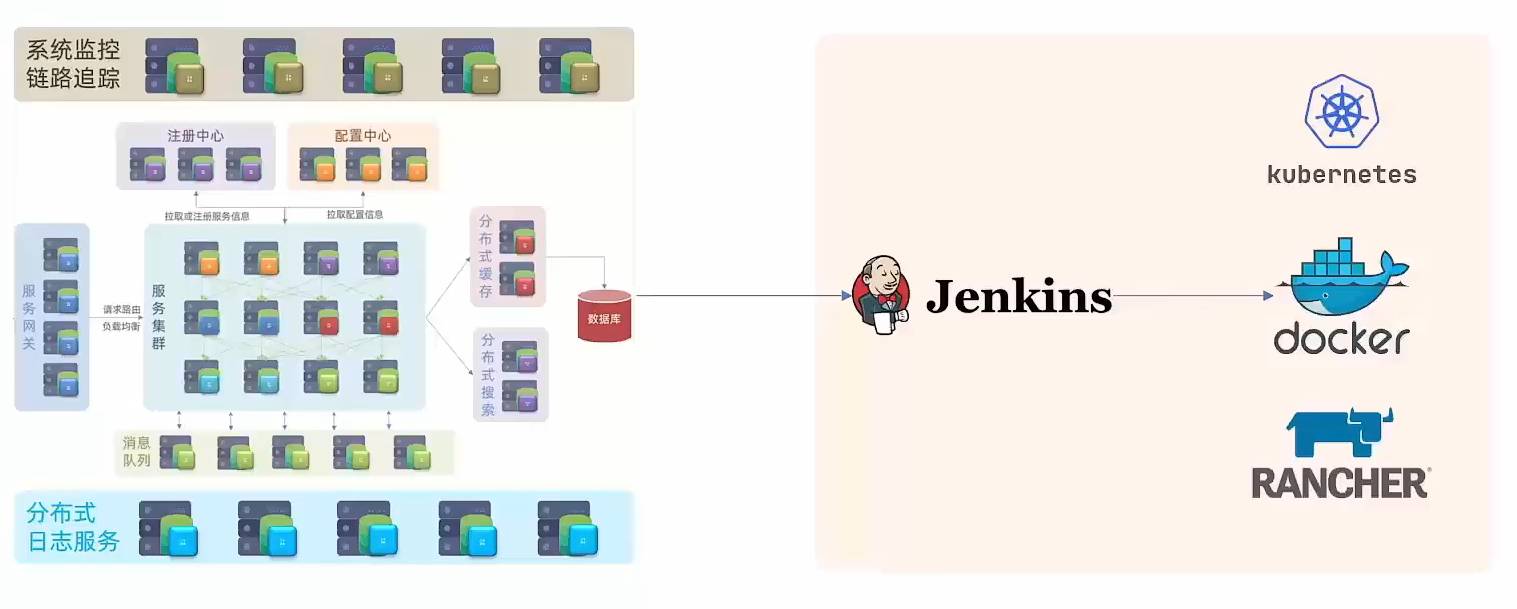 系统监控
链路追踪
注册中心
配置中心
拉取或注册服务信息
拉取配置信息
服务网关
请求路由
负载均衡
服务集群
分布式缓存
分布式搜索
数据库
消息
队列
分布式
日志服务
Jenkins
kubernetes
docker
RANCHER